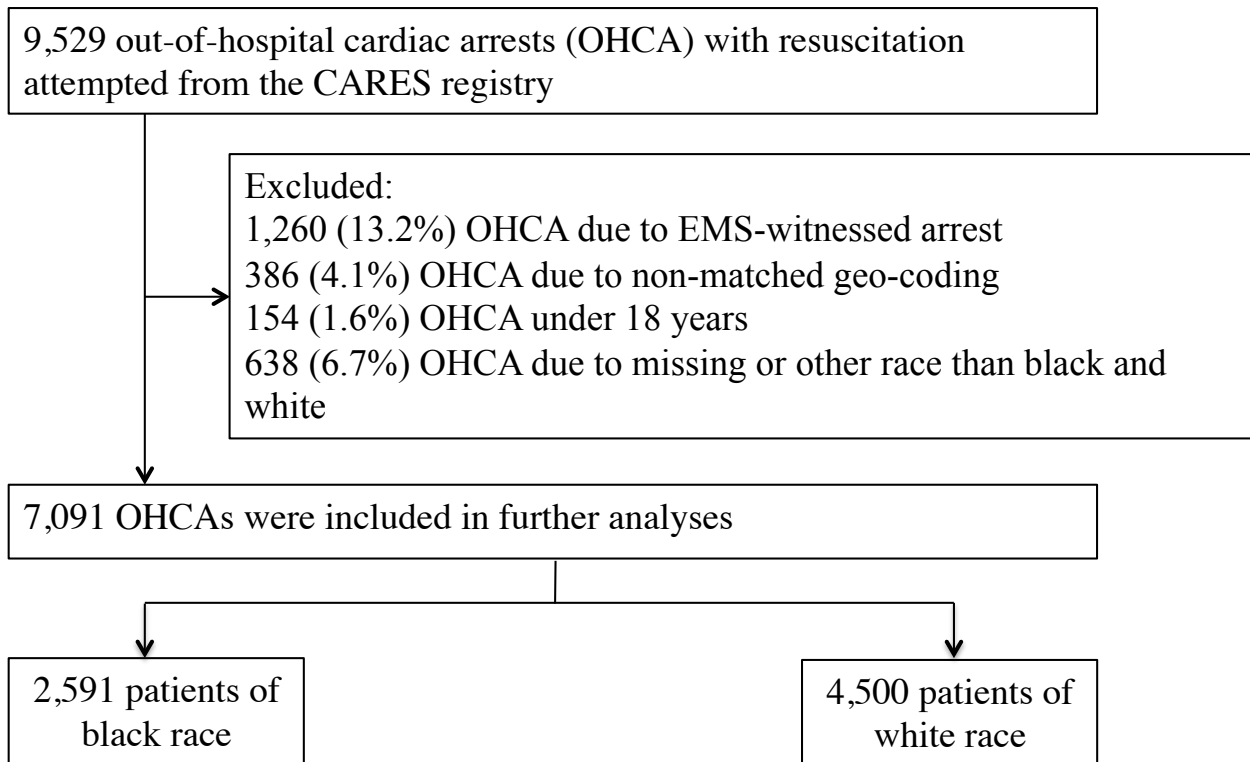 9,529 out-of-hospital cardiac arrests (OHCA) with resuscitation
attempted from the CARES registry
Excluded:
1,260 (13.2%) OHCA due to EMS-witnessed arrest
386 (4.1%) OHCA due to non-matched geo-coding
154 (1.6%) OHCA under 18 years
638 (6.7%) OHCA due to missing or other race than black and
white
7,091 OHCAs were included in further analyses
2,591 patients of
black race
4,500 patients of
white race